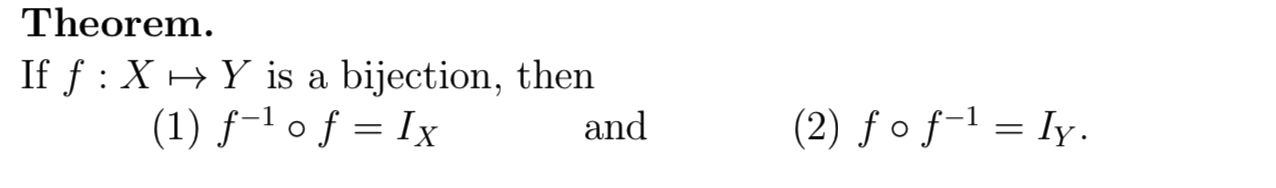 Theorem.
If f : X ↦ Y is a bijection, then
(1) f⁻¹ ∘ f = I_X and (2) f ∘ f⁻¹ = I_Y.